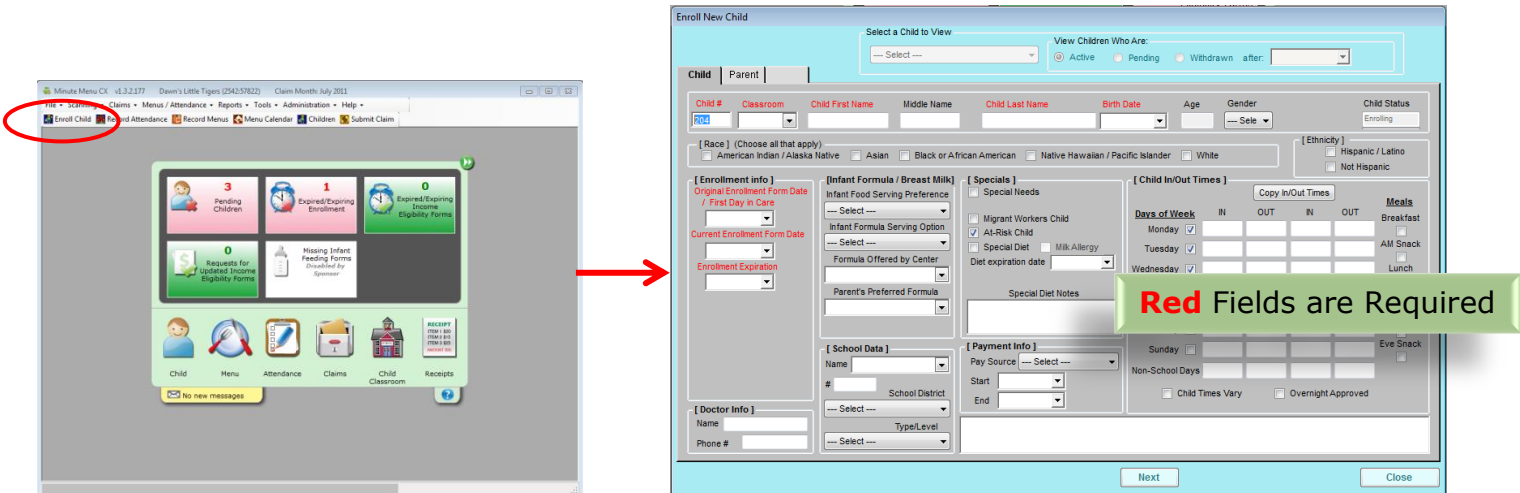 Minute Menu CX v1.3.2.177 Dawn's Little Tigers (2542:57822) Claim Month: July 2011
File Scanning Claims Menus / Attendance Reports Tools Administration Help
Enroll Child Record Attendance Record Menus Menu Calendar Children Submit Claim
3
Pending
Children
1
Expired/Expiring
Enrollment
0
Expired/Expiring
Income
Eligibility Forms
0
Requests for
Updated Income
Eligibility Forms
Missing Infant
Feeding Forms
Disabled by
Sponsor
RECEIPT
Child Menu Attendance Claims Child Classroom Receipts
No new messages
?
Enroll New Child
Select a Child to View
--- Select ---
View Children Who Are:
Active Pending Withdrawn after:
Child Parent
Child # Classroom Child First Name Middle Name Child Last Name Birth Date Age Gender Child Status
204 --- Sele Enrolling
[ Race ] (Choose all that apply)
American Indian / Alaska Native Asian Black or African American Native Hawaiian / Pacific Islander White
[ Ethnicity ]
Hispanic / Latino
Not Hispanic
[ Enrollment info ]
Original Enrollment Form Date
/ First Day in Care
Current Enrollment Form Date
Enrollment Expiration
[ Doctor Info ]
Name
Phone #
[Infant Formula / Breast Milk]
Infant Food Serving Preference
--- Select ---
Infant Formula Serving Option
--- Select ---
Formula Offered by Center
Parent's Preferred Formula
[ School Data ]
Name
#
School District
--- Select ---
Type/Level
--- Select ---
[ Specials ]
Special Needs
Migrant Workers Child
At-Risk Child
Special Diet Milk Allergy
Diet expiration date
Special Diet Notes
[ Payment Info ]
Pay Source --- Select ---
Start
End
[ Child In/Out Times ]
Copy In/Out Times
Days of Week IN OUT IN OUT Meals
Monday Breakfast
Tuesday AM Snack
Wednesday Lunch
Red Fields are Required
Sunday Eve Snack
Non-School Days
Child Times Vary Overnight Approved
Next Close